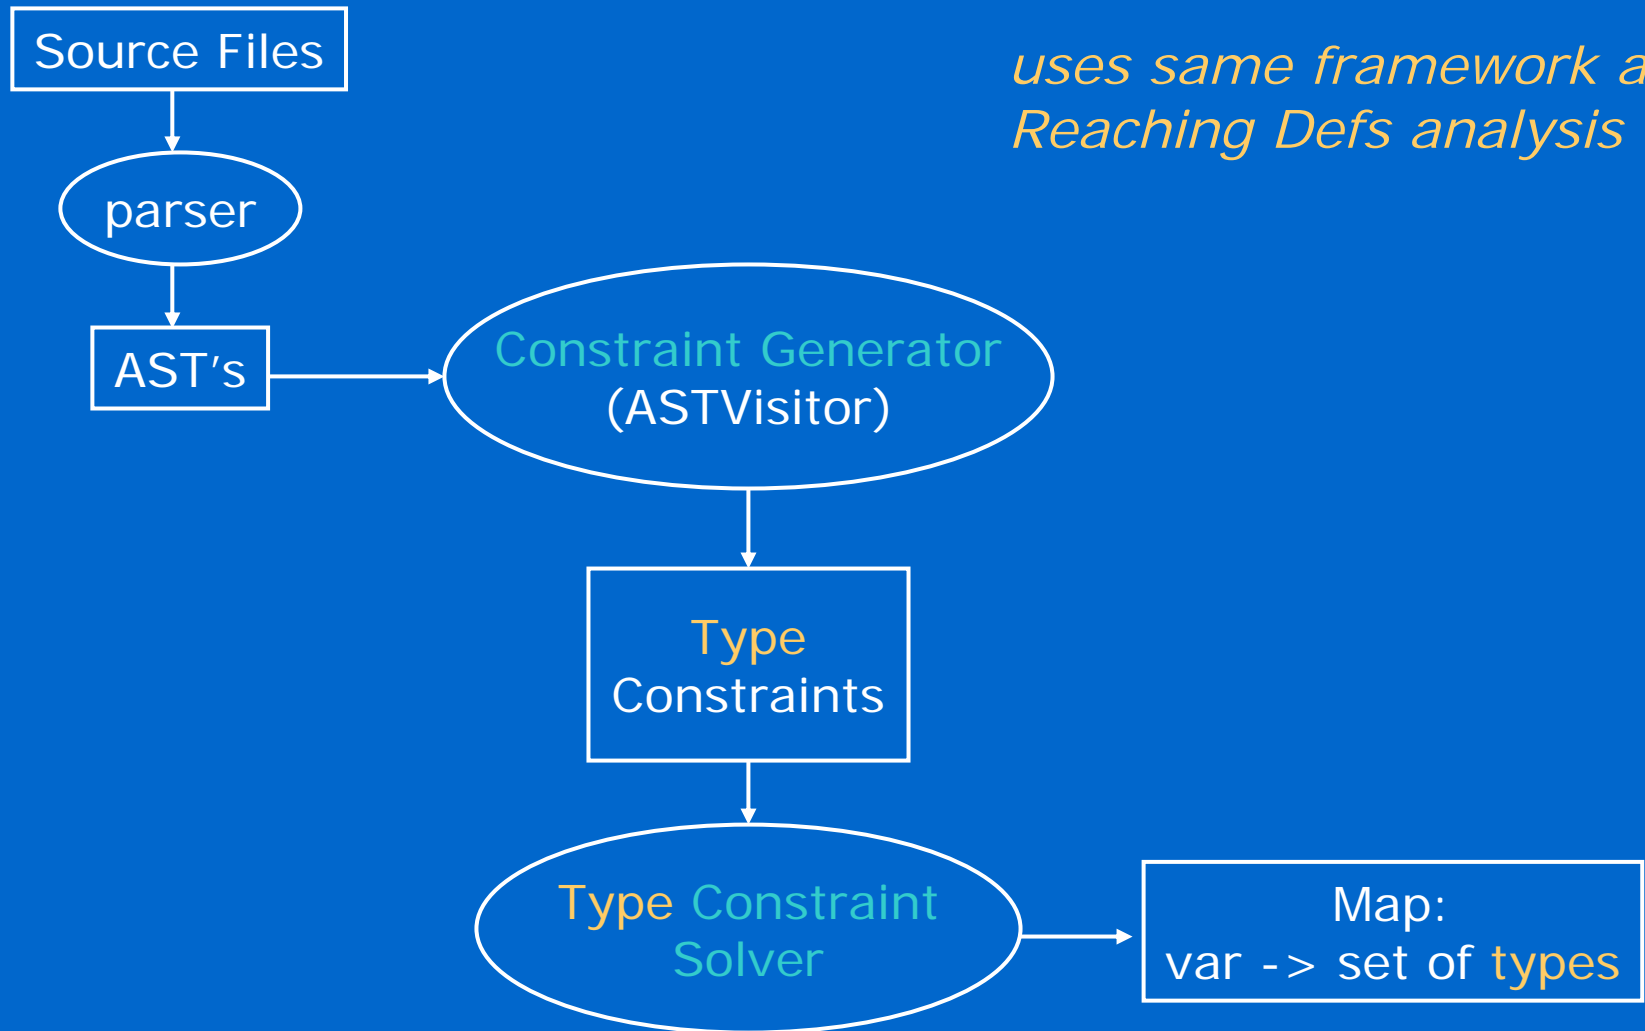 Source Files
uses same framework a
Reaching Defs analysis
parser
AST's
Constraint Generator
(ASTVisitor)
Type
Constraints
Type Constraint
Solver
Map:
var -> set of types